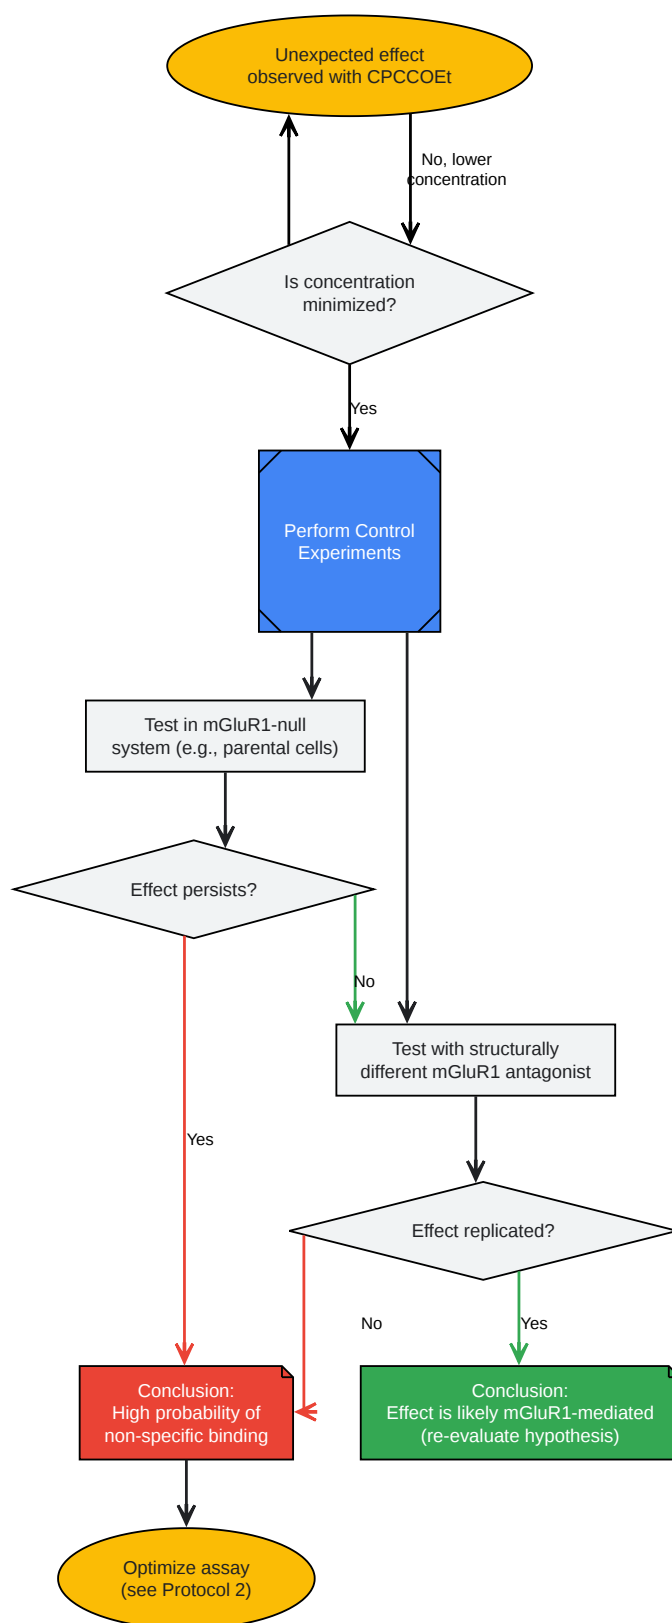 Unexpected effect
observed with CPCCOEt
No, lower
concentration
Is concentration
minimized?
Yes
Perform Control
Experiments
Test in mGluR1-null
system (e.g., parental cells)
Effect persists?
No
Test with structurally
different mGluR1 antagonist
Yes
Effect replicated?
No
Yes
Conclusion:
High probability of
non-specific binding
Conclusion:
Effect is likely mGluR1-mediated
(re-evaluate hypothesis)
Optimize assay
(see Protocol 2)